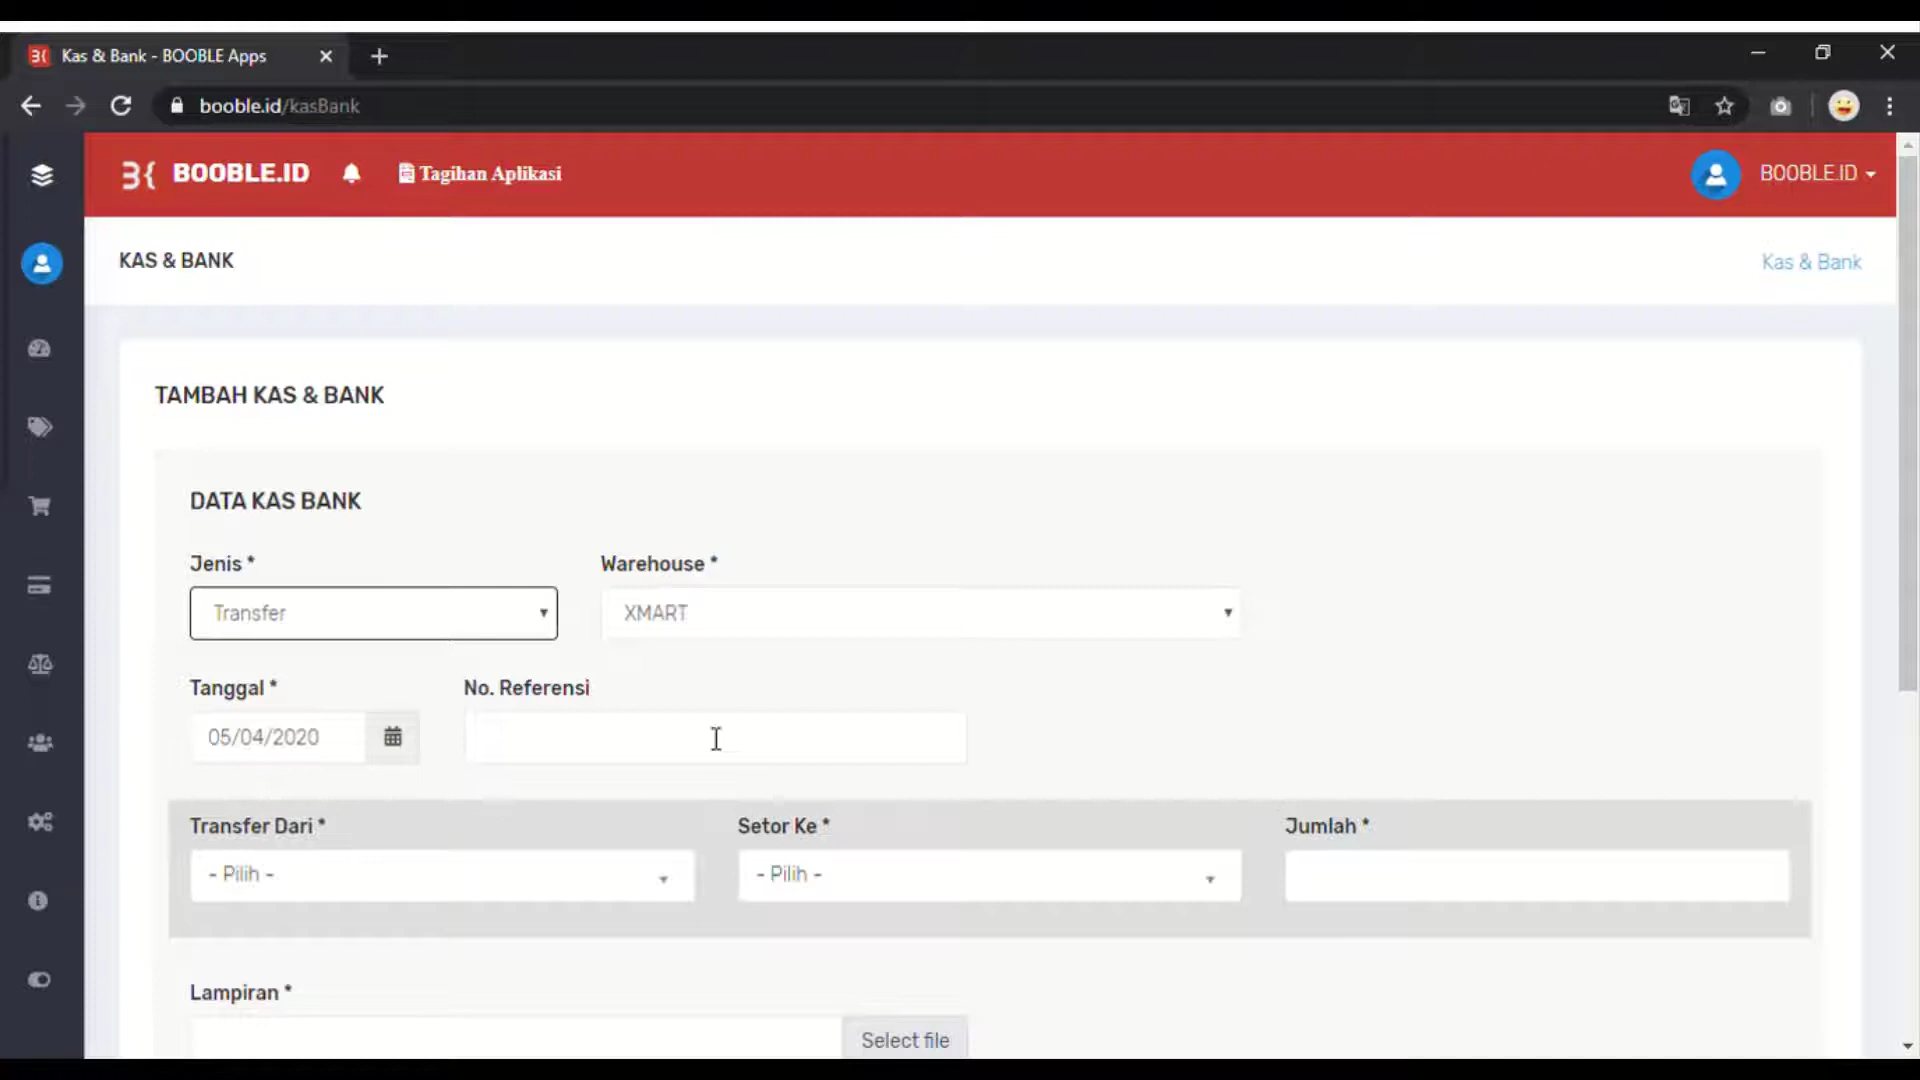 Kas & Bank - BOOBLE Apps
booble.id/kasBank
BOOBLE.ID
Tagihan Aplikasi
BOOBLE.ID
KAS & BANK
Kas & Bank
TAMBAH KAS & BANK
DATA KAS BANK
Jenis *
Warehouse *
Transfer
XMART
Tanggal *
No. Referensi
05/04/2020
Transfer Dari *
Setor Ke *
Jumlah *
- Pilih -
- Pilih -
Lampiran *
Select file